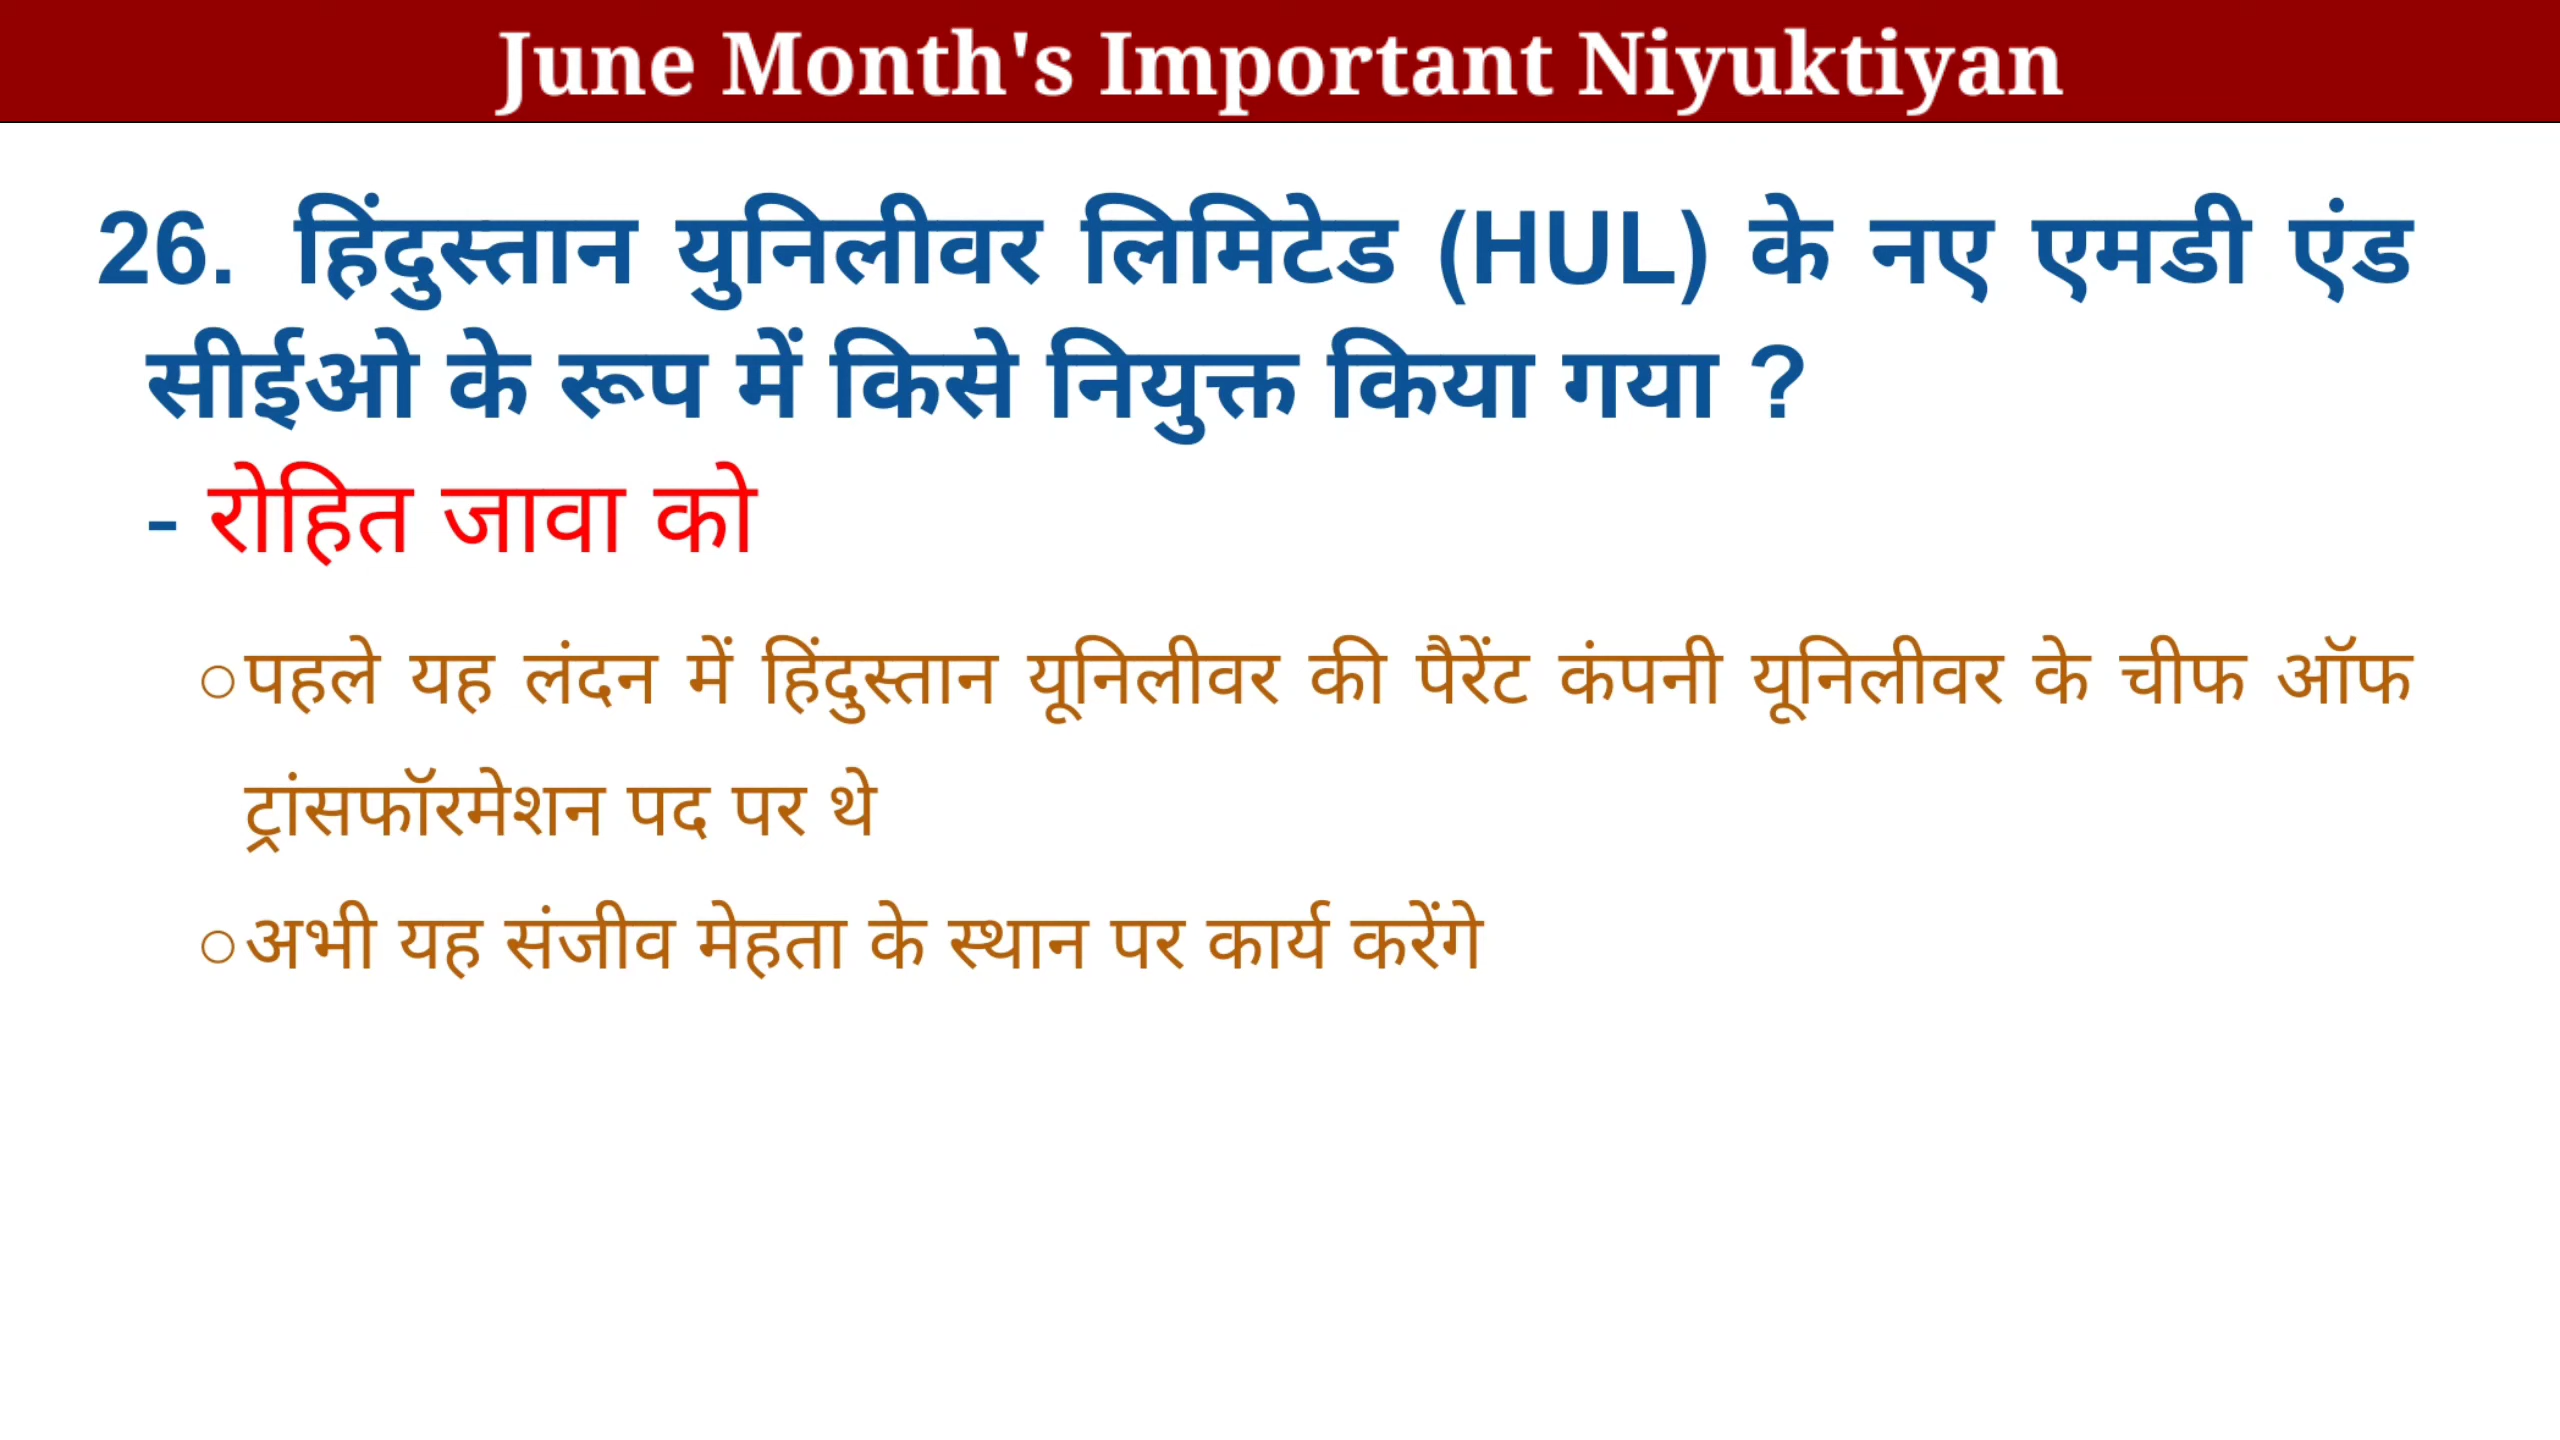 June Month's Important Niyuktiyan
26. हिंदुस्तान युनिलीवर लिमिटेड (HUL) के नए एमडी एंड
सीईओ के रूप में किसे नियुक्त किया गया ?
- रोहित जावा को
○पहले यह लंदन में हिंदुस्तान यूनिलीवर की पैरेंट कंपनी यूनिलीवर के चीफ ऑफ
ट्रांसफॉरमेशन पद पर थे
○अभी यह संजीव मेहता के स्थान पर कार्य करेंगे